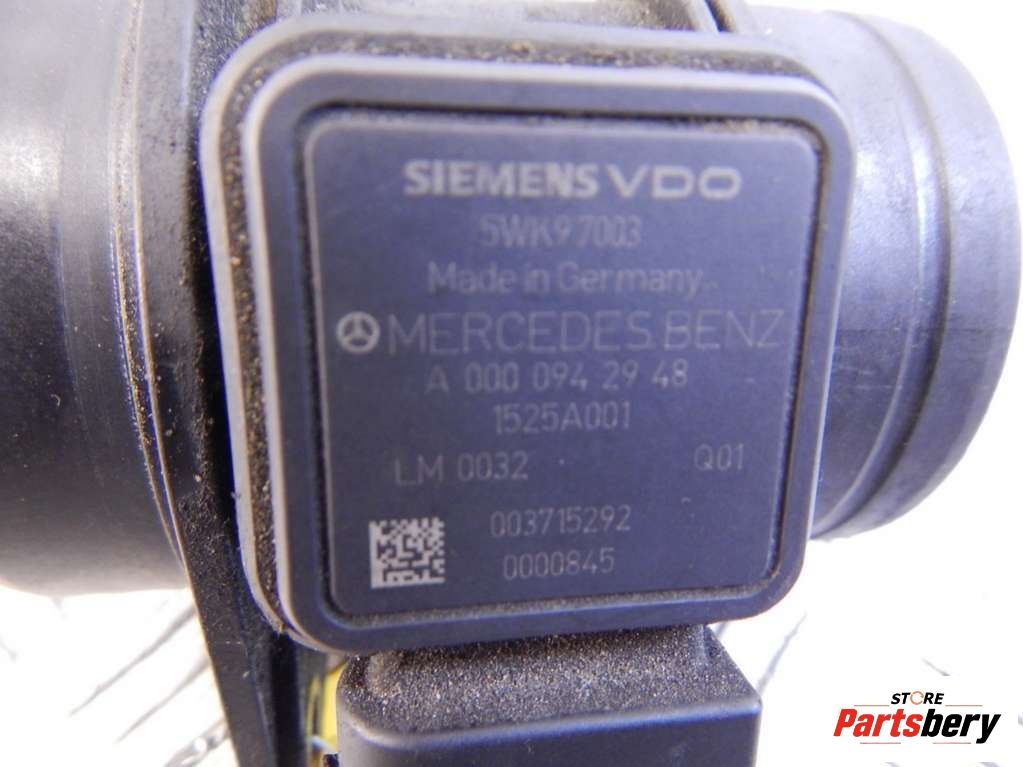 SIEMENS VDO
5WK97003
Made in Germany
MERCEDES BENZ
A 000 094 29 48
1525A001
LM 0032 Q01
003715292
0000845
STORE
Partsbery